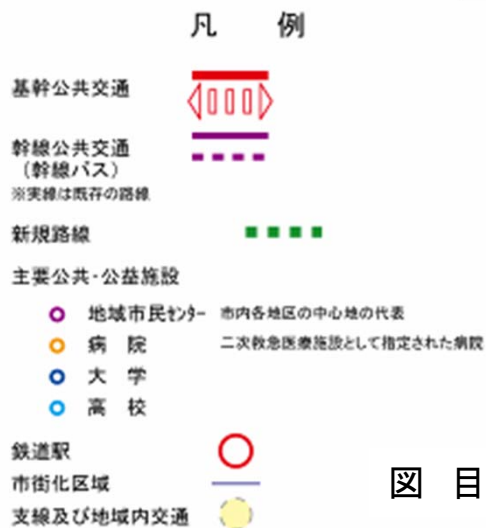 凡 例
基幹公共交通
幹線公共交通
(幹線バス)
※実線は既存の路線
新規路線
主要公共・公益施設
地域市民センター 市内各地区の中心地の代表
病 院 二次救急医療施設として指定された病院
大 学
高 校
鉄道駅
市街化区域
支線及び地域内交通
図 目